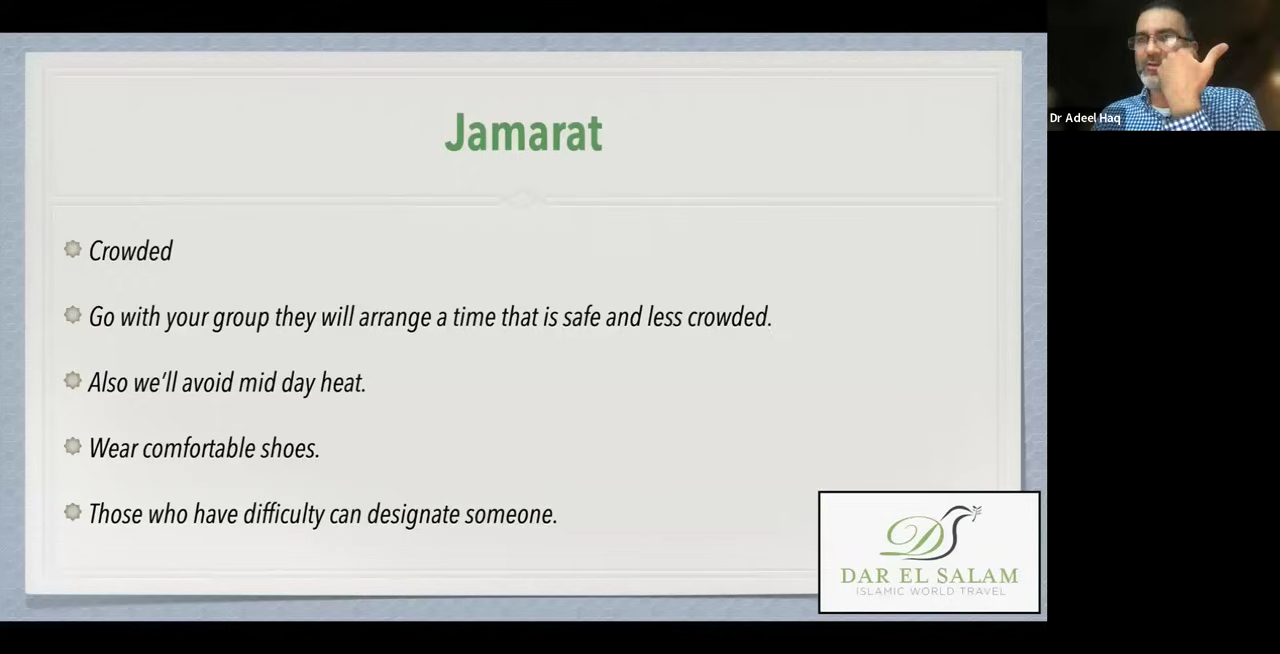 Jamarat
Crowded
Go with your group they will arrange a time that is safe and less crowded.
Also we'll avoid mid day heat.
Wear comfortable shoes.
Those who have difficulty can designate someone.
DS
DAR EL SALAM
ISLAMIC WORLD TRAVEL
Dr Adeel Haq